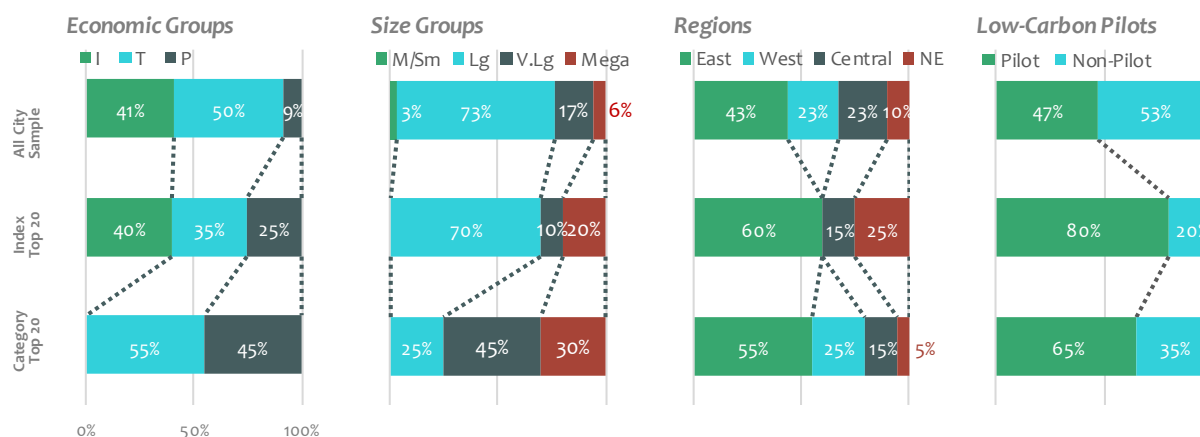 Economic Groups
Size Groups
Regions
Low-Carbon Pilots
I T P
M/Sm Lg V.Lg Mega
East West Central NE
Pilot Non-Pilot
All City
Sample
41% 50% 9%
3% 73% 17% 6%
43% 23% 23% 10%
47% 53%
Index
Top 20
40% 35% 25%
70% 10% 20%
60% 15% 25%
80% 20
Category
Top 20
55% 45%
25% 45% 30%
55% 25% 15% 5%
65% 35%
0% 50% 100%